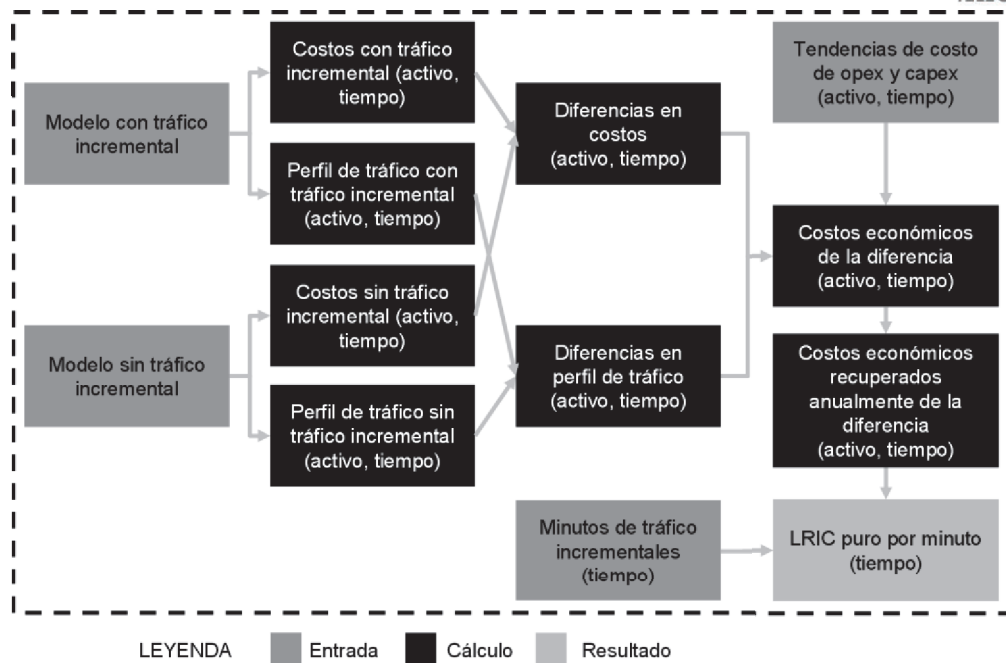 Modelo con tráfico
incremental
Modelo sin tráfico
incremental
Costos con tráfico
incremental (activo,
tiempo)
Perfil de tráfico con
tráfico incremental
(activo, tiempo)
Costos sin tráfico
incremental (activo,
tiempo)
Perfil de tráfico sin
tráfico incremental
(activo, tiempo)
Diferencias en
costos
(activo, tiempo)
Diferencias en
perfil de tráfico
(activo, tiempo)
Minutos de tráfico
incrementales
(tiempo)
Tendencias de costo
de opex y capex
(activo, tiempo)
Costos económicos
de la diferencia
(activo, tiempo)
Costos económicos
recuperados
anualmente de la
diferencia
(activo, tiempo)
LRIC puro por minuto
(tiempo)
LEYENDA
Entrada
Cálculo
Resultado